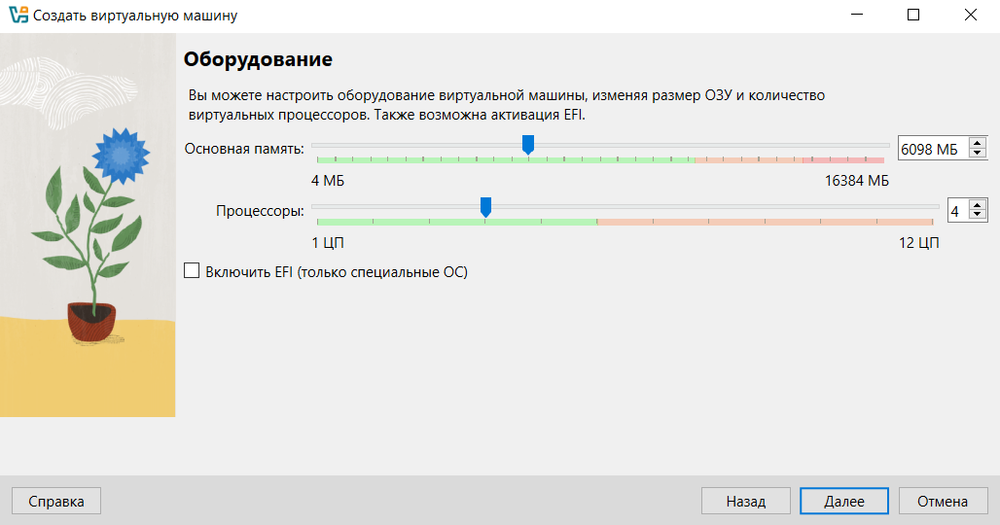 Создать виртуальную машину
Оборудование
Вы можете настроить оборудование виртуальной машины, изменяя размер ОЗУ и количество
виртуальных процессоров. Также возможна активация EFI.
Основная память:
6098 МБ
4 МБ
16384 МБ
Процессоры:
4
1 ЦП
12 ЦП
Включить EFI (только специальные ОС)
Справка
Назад
Далее
Отмена